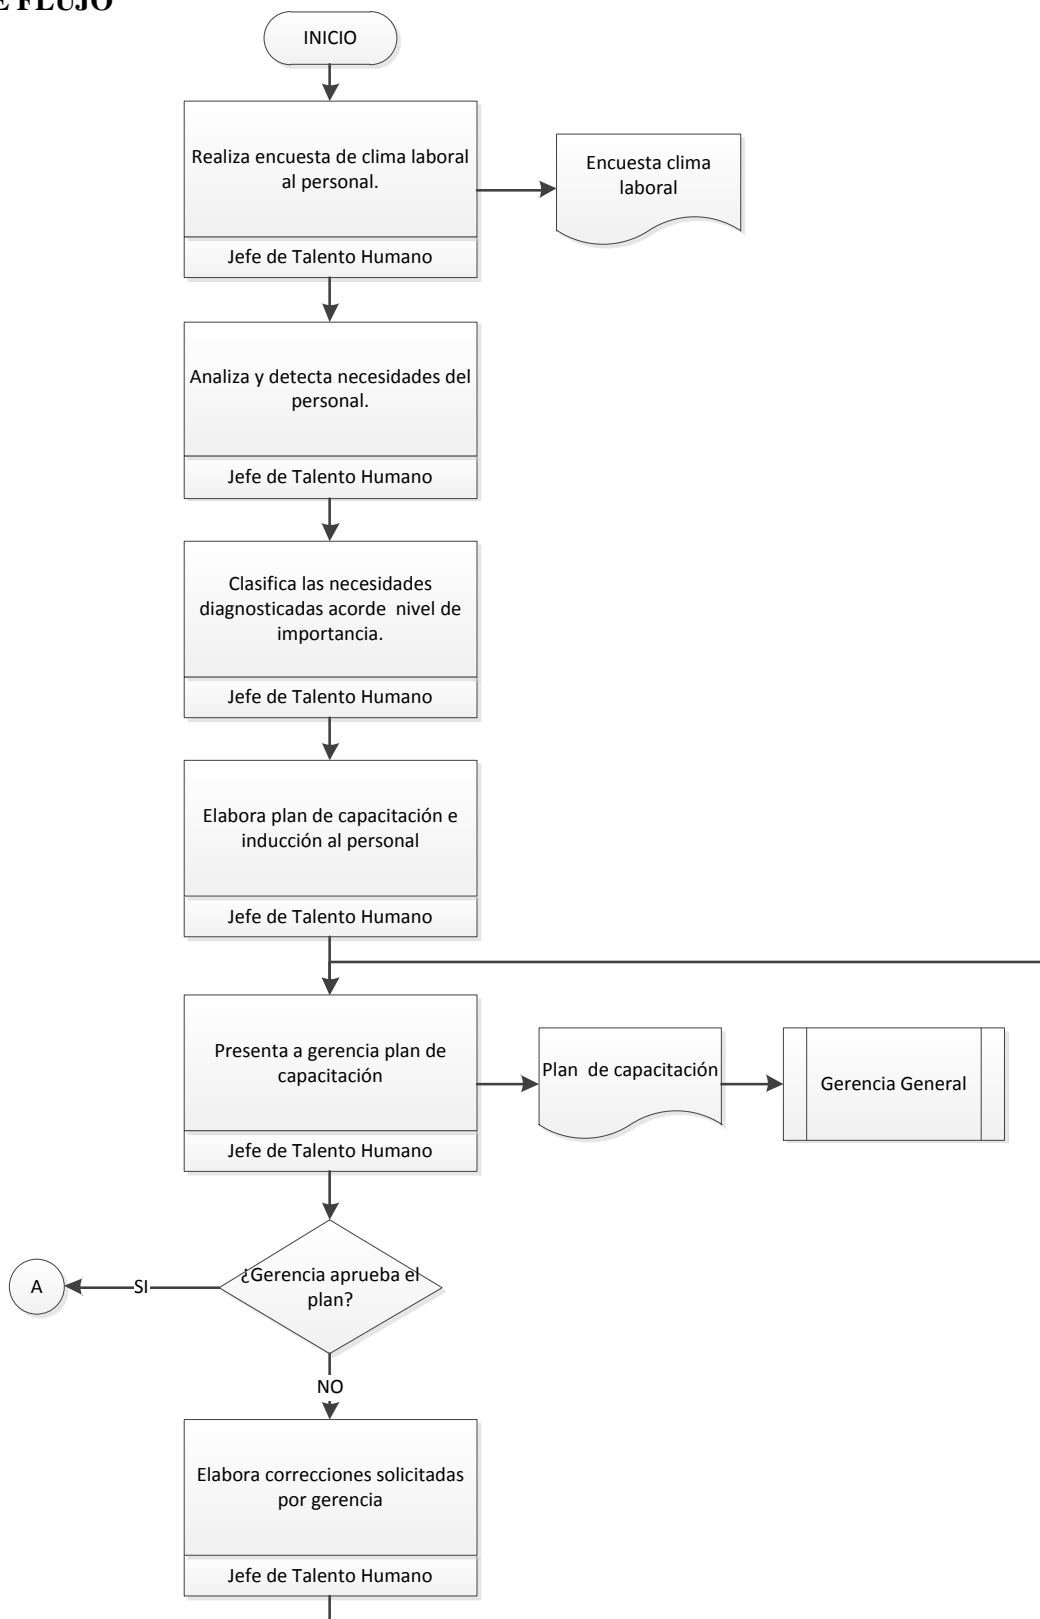 E FLUJO
INICIO
Realiza encuesta de clima laboral
al personal.
Jefe de Talento Humano
Encuesta clima
laboral
Analiza y detecta necesidades del
personal.
Jefe de Talento Humano
Clasifica las necesidades
diagnosticadas acorde  nivel de
importancia.
Jefe de Talento Humano
Elabora plan de capacitación e
inducción al personal
Jefe de Talento Humano
Presenta a gerencia plan de
capacitación
Jefe de Talento Humano
Plan  de capacitación
Gerencia General
¿Gerencia aprueba el
plan?
SI
A
NO
Elabora correcciones solicitadas
por gerencia
Jefe de Talento Humano